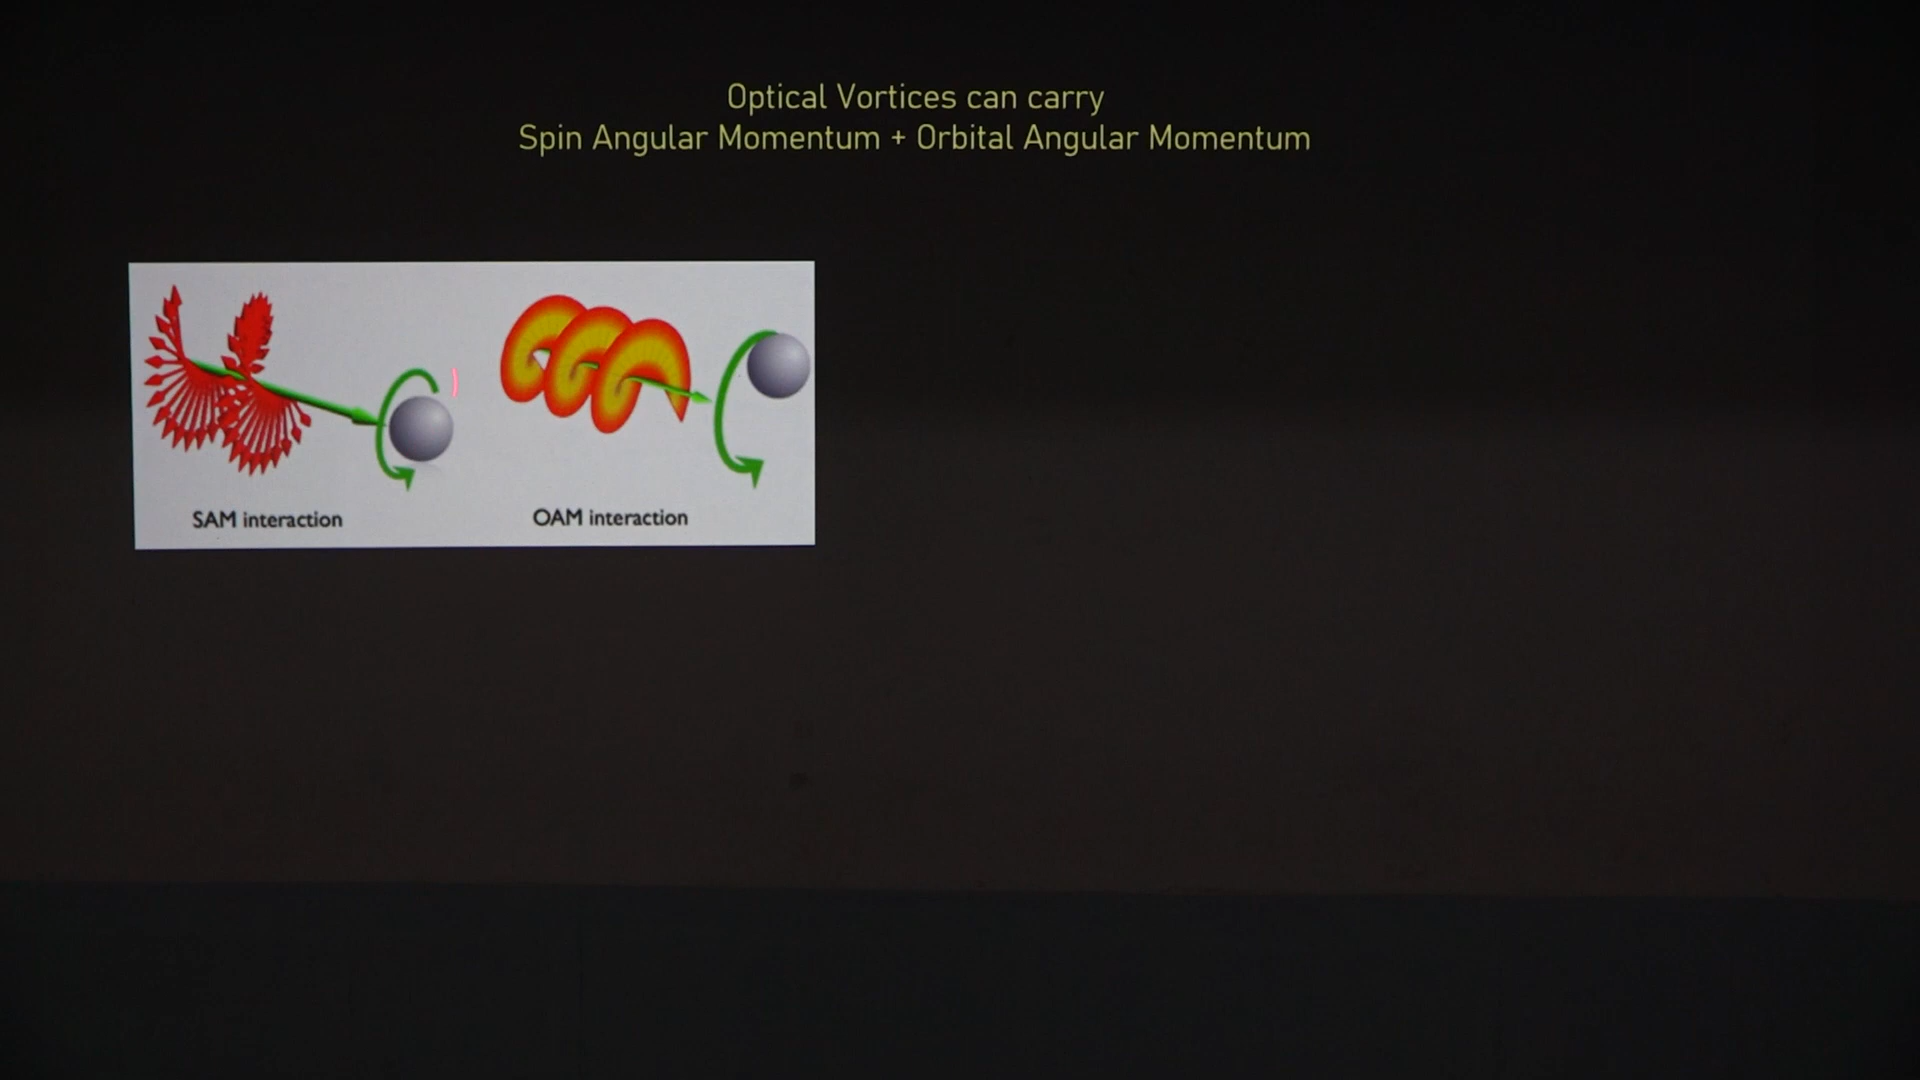 Optical Vortices can carry
Spin Angular Momentum + Orbital Angular Momentum
SAM interaction
OAM interaction